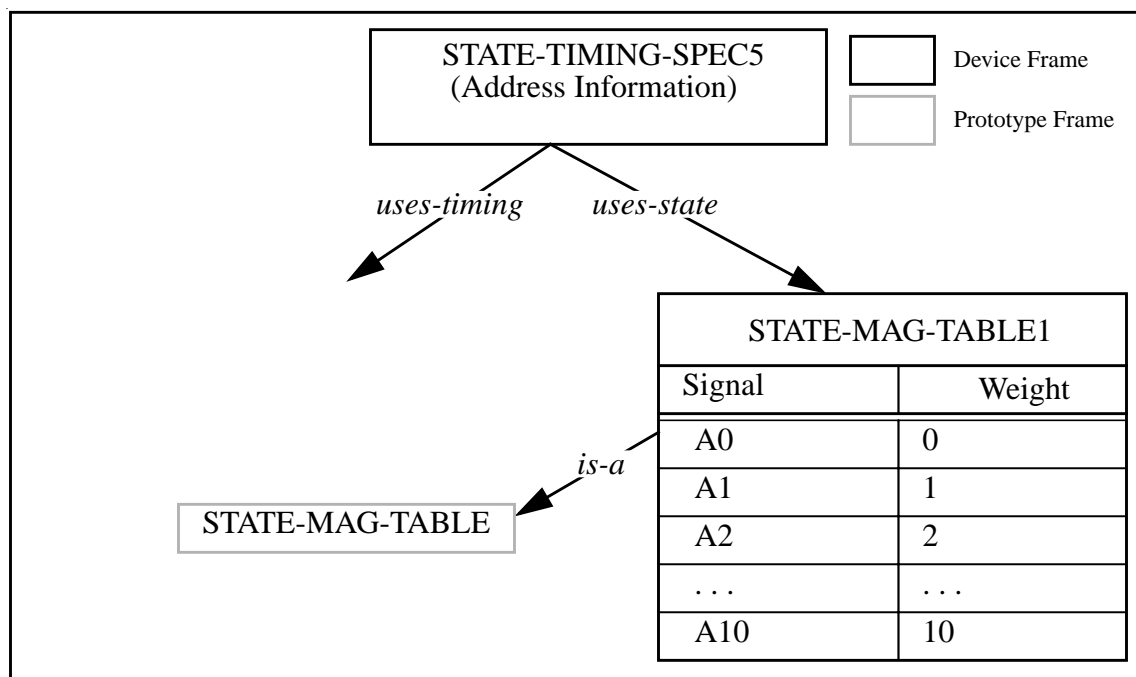 STATE-TIMING-SPEC5
(Address Information)
Device Frame
Prototype Frame
uses-timing
uses-state
STATE-MAG-TABLE1
Signal Weight
A0 0
A1 1
A2 2
. . . . . .
A10 10
is-a
STATE-MAG-TABLE